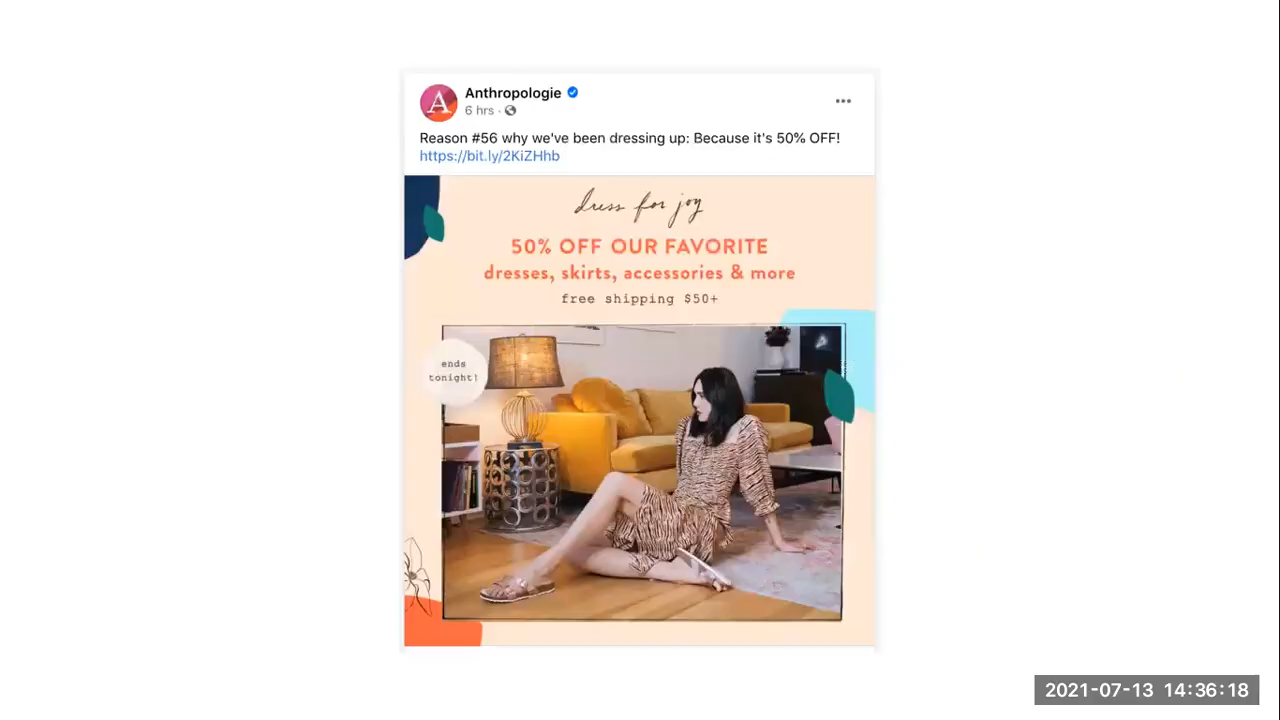 Anthropologie
6 hrs ·
Reason #56 why we've been dressing up: Because it's 50% OFF!
https://bit.ly/2KiZHhb
dress for joy
50% OFF OUR FAVORITE
dresses, skirts, accessories & more
free shipping $50+
ends
tonight!
2021-07-13 14:36:18